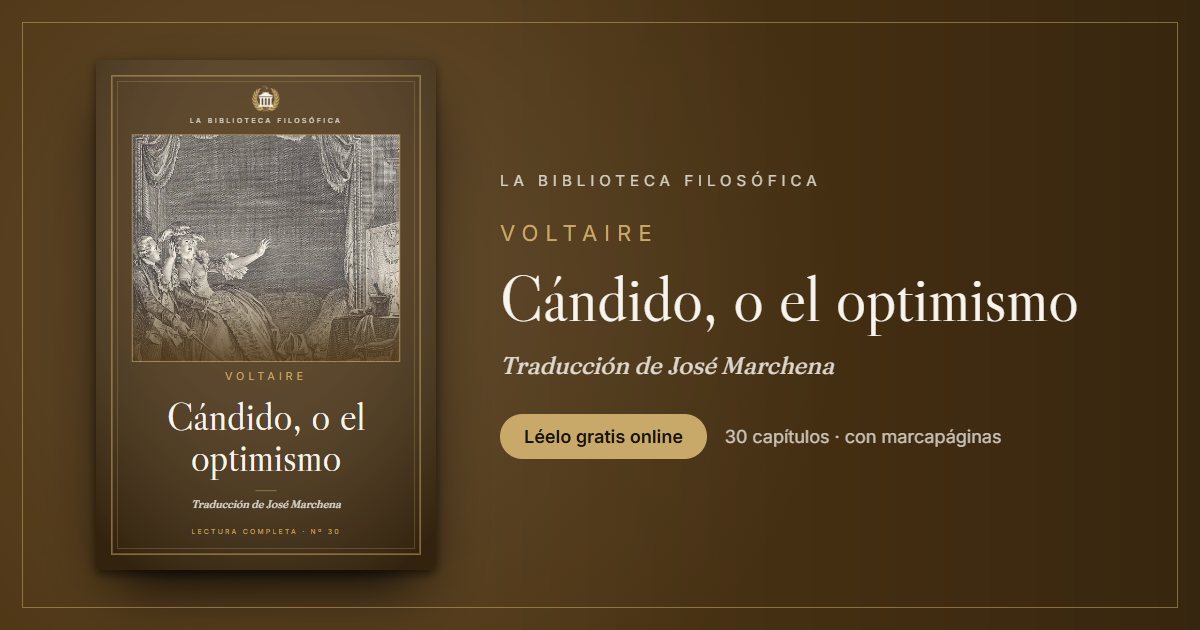 LA BIBLIOTECA FILOSÓFICA
VOLTAIRE
Cándido, o el
optimismo
Traducción de José Marchena
LECTURA COMPLETA · Nº 30
LA BIBLIOTECA FILOSÓFICA
VOLTAIRE
Cándido, o el optimismo
Traducción de José Marchena
Léelo gratis online
30 capítulos · con marcapáginas